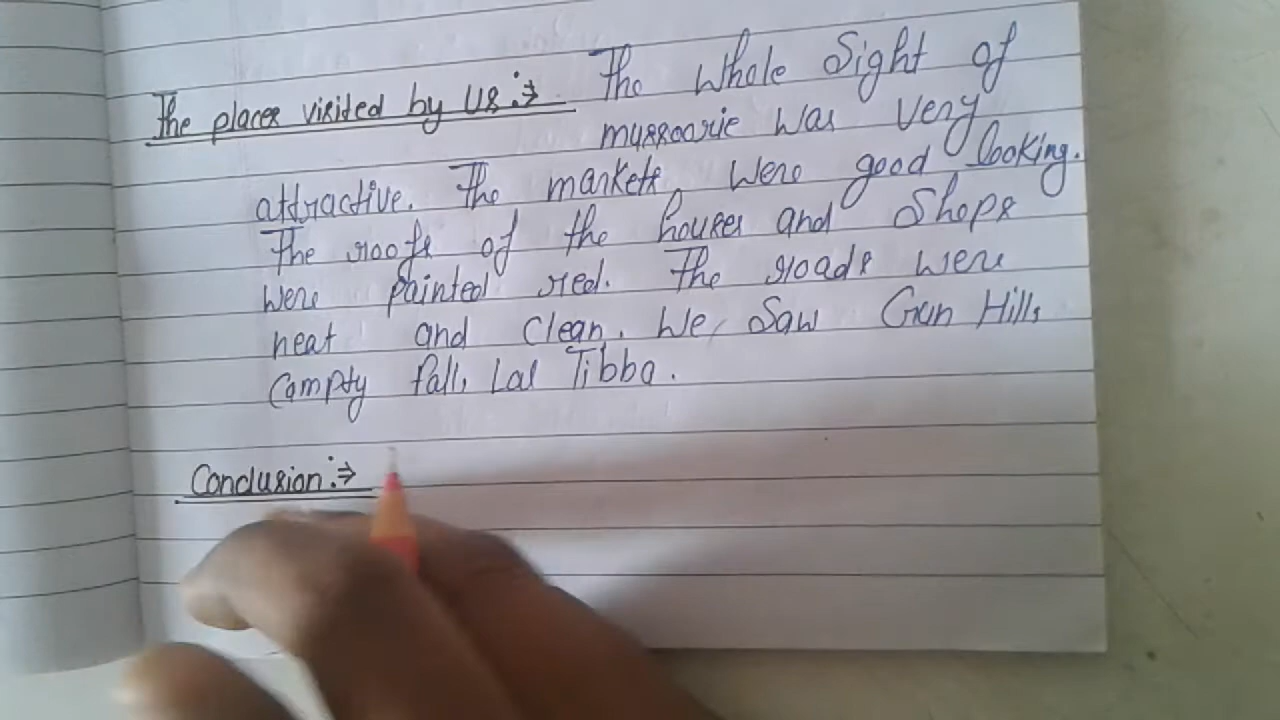 The places visited by us :→ The whole Sight of
mussoorie was very
attractive. The markets were good looking.
The roofs of the houses and Shops
were painted red. The roads were
neat and clean. We, Saw Gun Hills,
Campty fall, Lal Tibba.
Conclusion :→